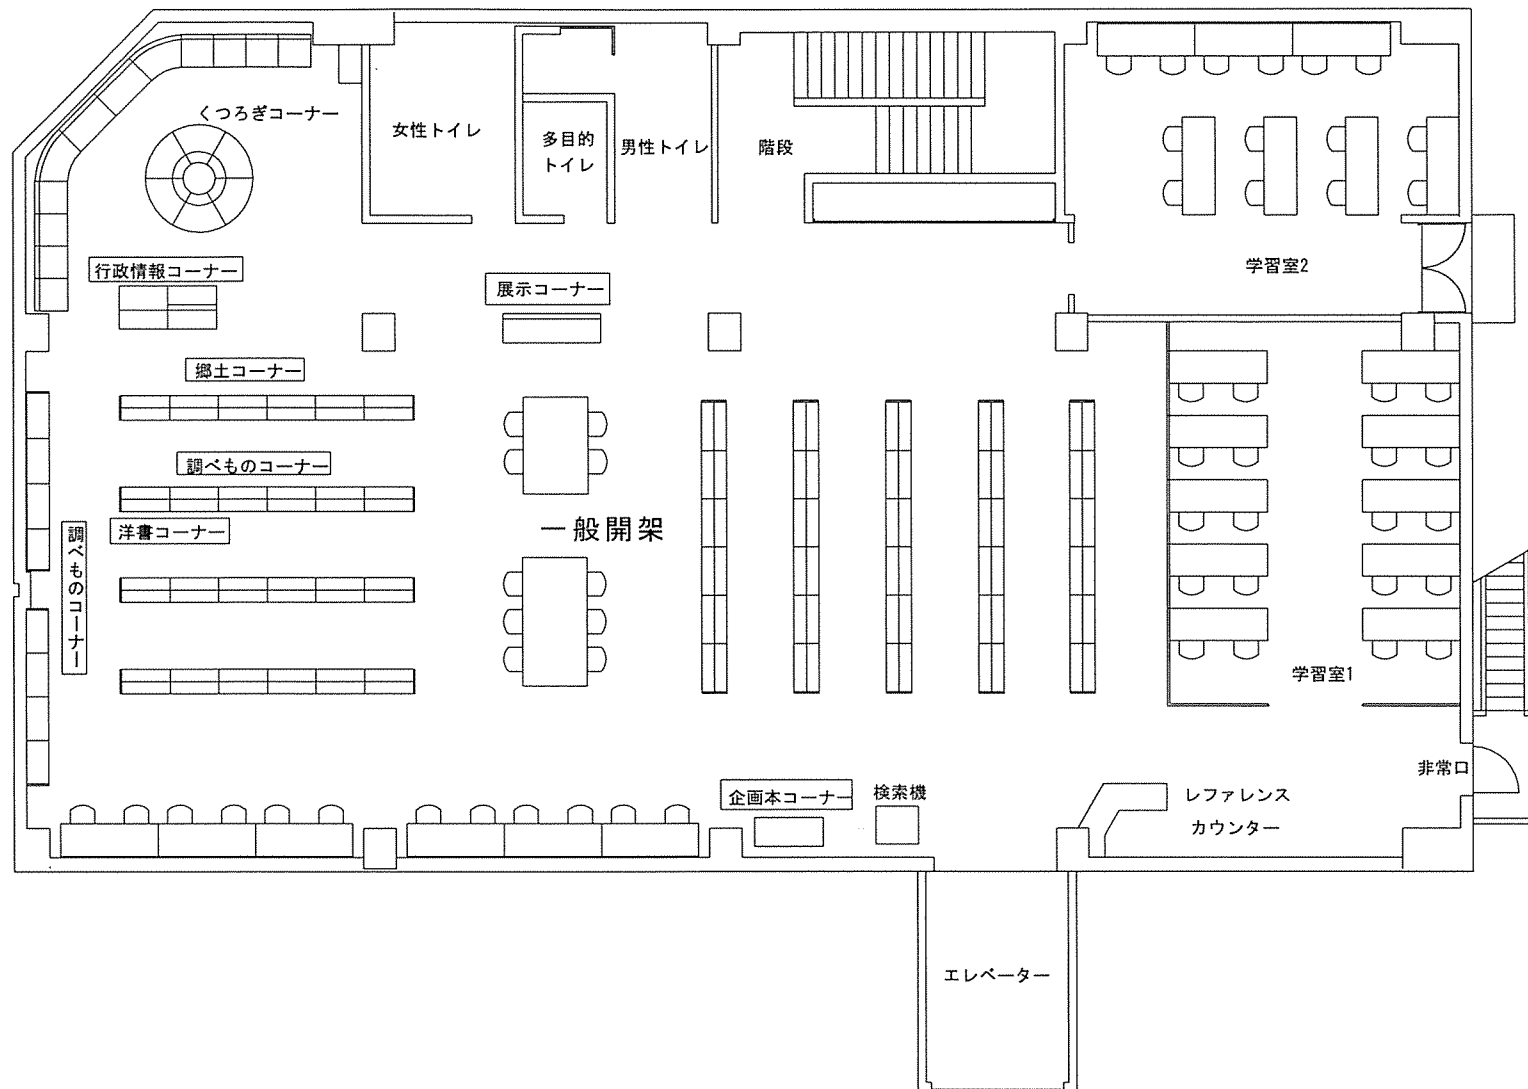 くつろぎコーナー
女性トイレ
多目的
トイレ
男性トイレ
階段
行政情報コーナー
展示コーナー
学習室2
郷土コーナー
調べものコーナー
洋書コーナー
調べものコーナー
一般開架
学習室1
非常口
企画本コーナー
検索機
レファレンス
カウンター
エレベーター